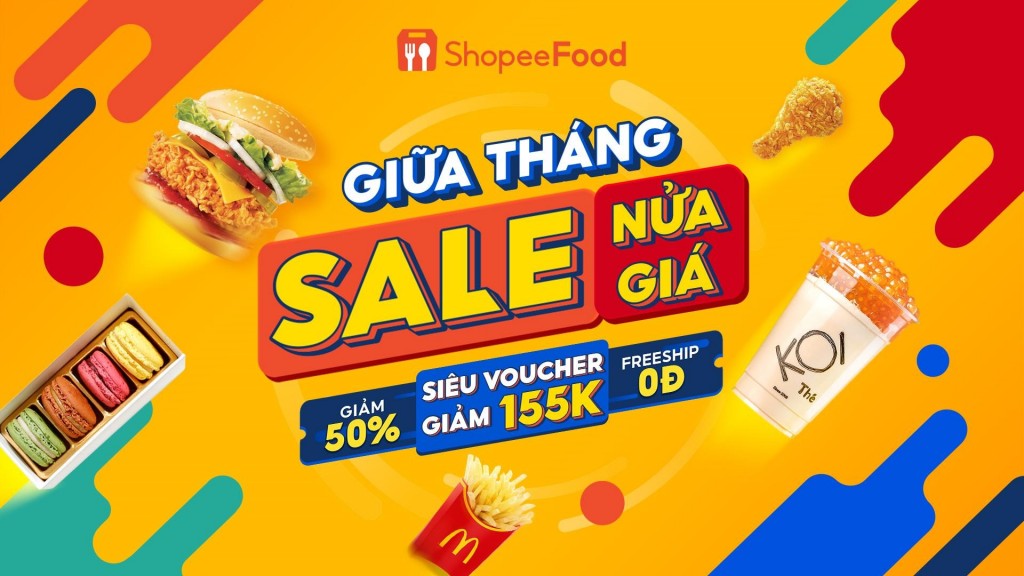 ShopeeFood
GIỮA THÁNG
SALE
NỬA
GIÁ
GIẢM
50%
SIÊU VOUCHER
GIẢM 155K
FREESHIP
0Đ
KOI
Thé